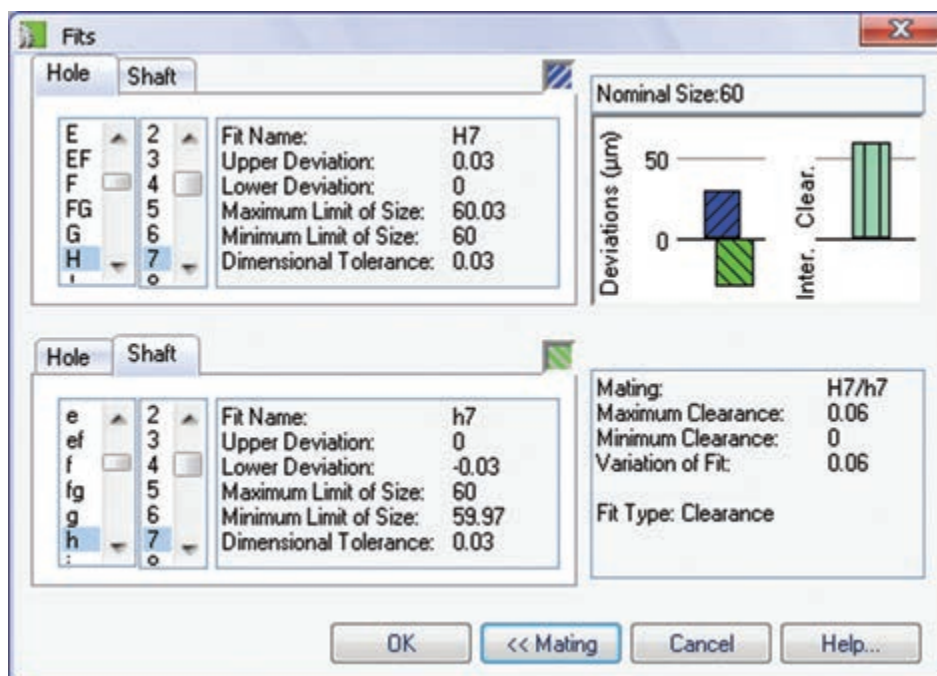 Fits
Hole Shaft
E
EF
F
FG
G
H
2
3
4
5
6
7
Fit Name: H7
Upper Deviation: 0.03
Lower Deviation: 0
Maximum Limit of Size: 60.03
Minimum Limit of Size: 60
Dimensional Tolerance: 0.03
Nominal Size:60
Deviations (µm)
50
0
Inter. Clear.
Hole Shaft
e
ef
f
fg
g
h
2
3
4
5
6
7
Fit Name: h7
Upper Deviation: 0
Lower Deviation: -0.03
Maximum Limit of Size: 60
Minimum Limit of Size: 59.97
Dimensional Tolerance: 0.03
Mating: H7/h7
Maximum Clearance: 0.06
Minimum Clearance: 0
Variation of Fit: 0.06
Fit Type: Clearance
OK << Mating Cancel Help...